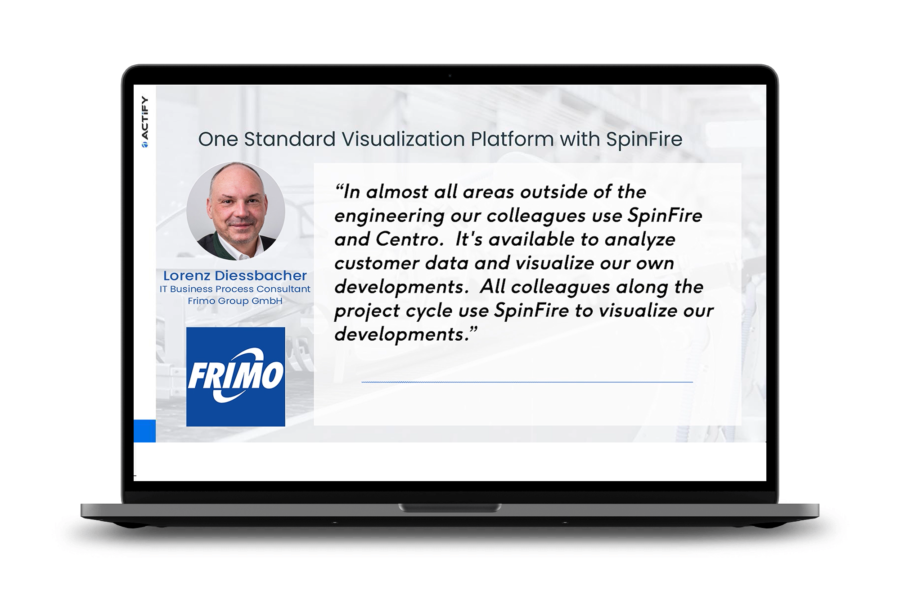 ACTIFY
One Standard Visualization Platform with SpinFire
“In almost all areas outside of the
engineering our colleagues use SpinFire
and Centro.  It's available to analyze
customer data and visualize our own
developments.  All colleagues along the
project cycle use SpinFire to visualize our
developments.”
Lorenz Diessbacher
IT Business Process Consultant
Frimo Group GmbH
FRIMO